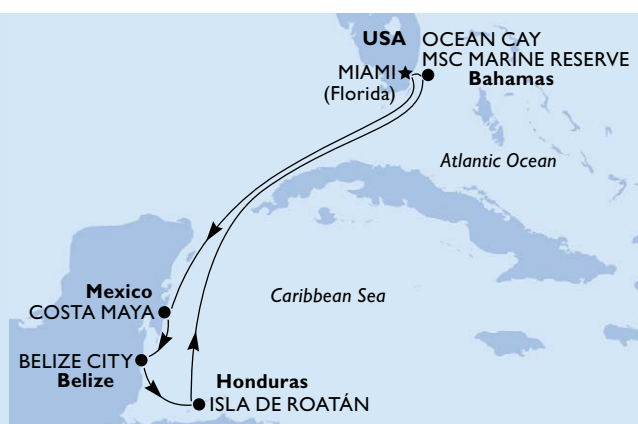 USA
OCEAN CAY
MSC MARINE RESERVE
Bahamas
MIAMI
(Florida)
Atlantic Ocean
Caribbean Sea
Mexico
COSTA MAYA
BELIZE CITY
Belize
Honduras
ISLA DE ROATÁN